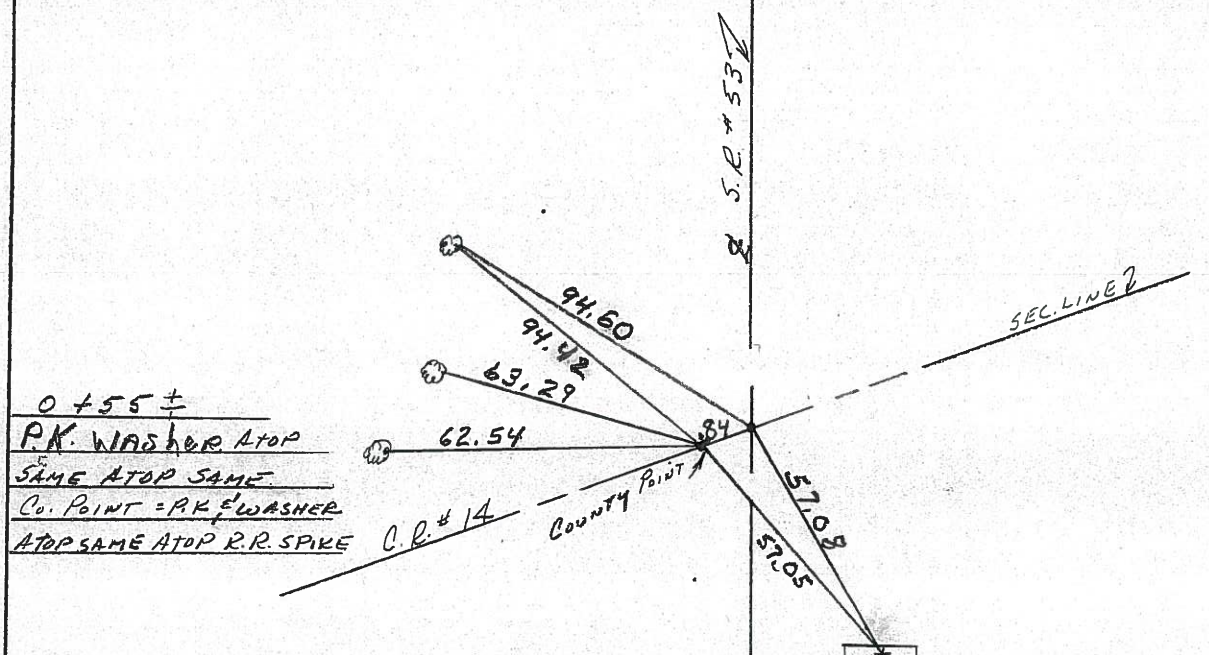 S.R. # 53
SEC. LINE
94.60
94.42
63.29
62.54
.84
COUNTY POINT
C.R. # 14
57.08
57.05
0 + 55 ±
P.K. WASHER ATOP
SAME ATOP SAME.
Co. POINT = P.K. & WASHER
ATOP SAME ATOP R.R. SPIKE